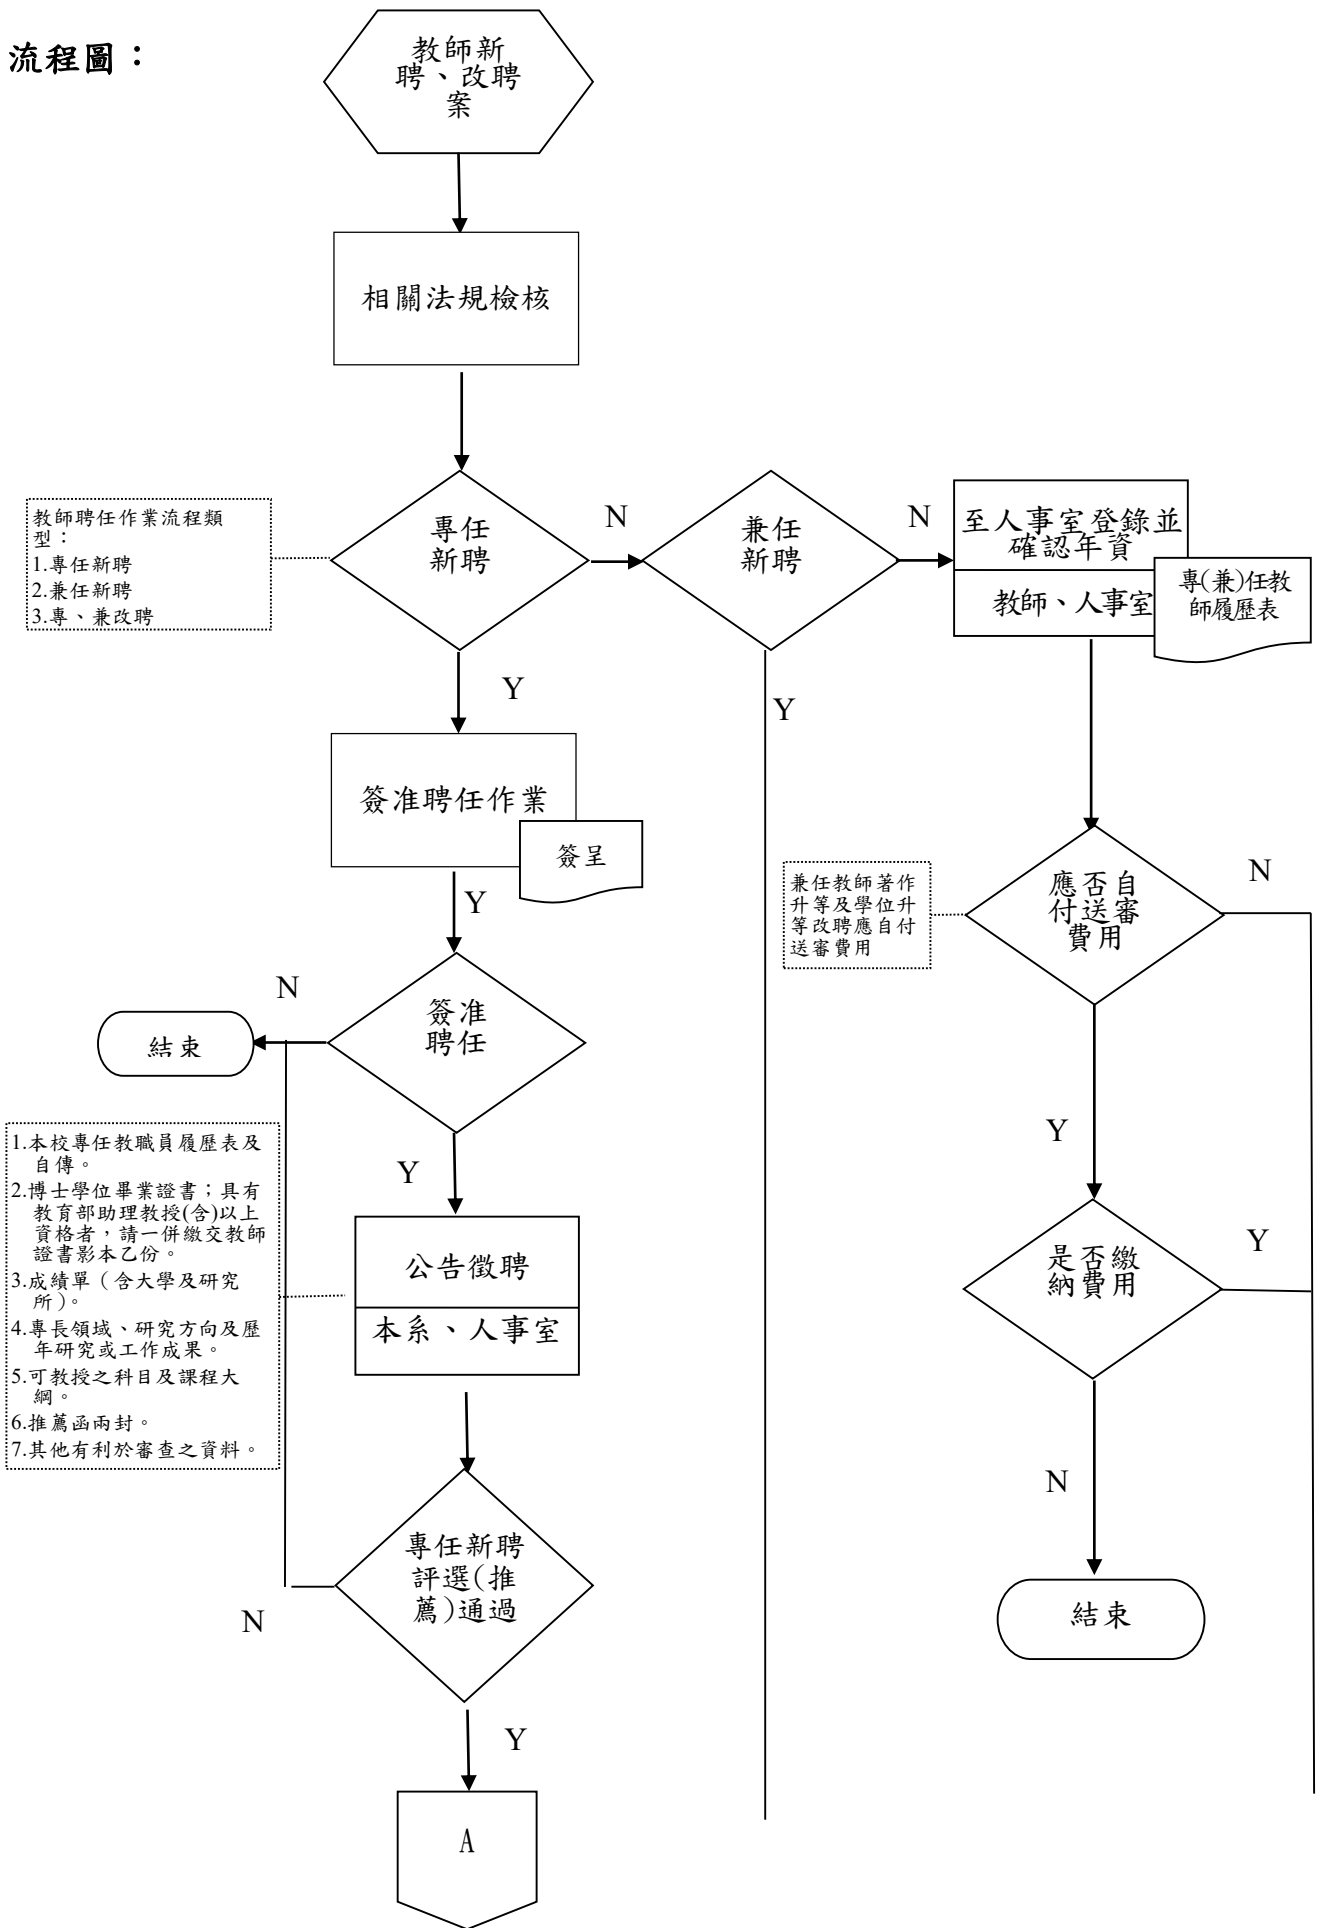 流程圖：
教師新
聘、改聘
案
相關法規檢核
教師聘任作業流程類
型：
1.專任新聘
2.兼任新聘
3.專、兼改聘
專任
新聘
N
兼任
新聘
N
至人事室登錄並
確認年資
教師、人事室
專(兼)任教
師履歷表
Y
Y
簽准聘任作業
簽呈
Y
兼任教師著作
升等及學位升
等改聘應自付
送審費用
應否自
付送審
費用
N
N
簽准
聘任
結束
Y
Y
1.本校專任教職員履歷表及
自傳。
2.博士學位畢業證書；具有
教育部助理教授(含)以上
資格者，請一併繳交教師
證書影本乙份。
3.成績單（含大學及研究
所）。
4.專長領域、研究方向及歷
年研究或工作成果。
5.可教授之科目及課程大
綱。
6.推薦函兩封。
7.其他有利於審查之資料。
公告徵聘
本系、人事室
是否繳
納費用
Y
N
專任新聘
評選(推
薦)通過
N
結束
Y
A